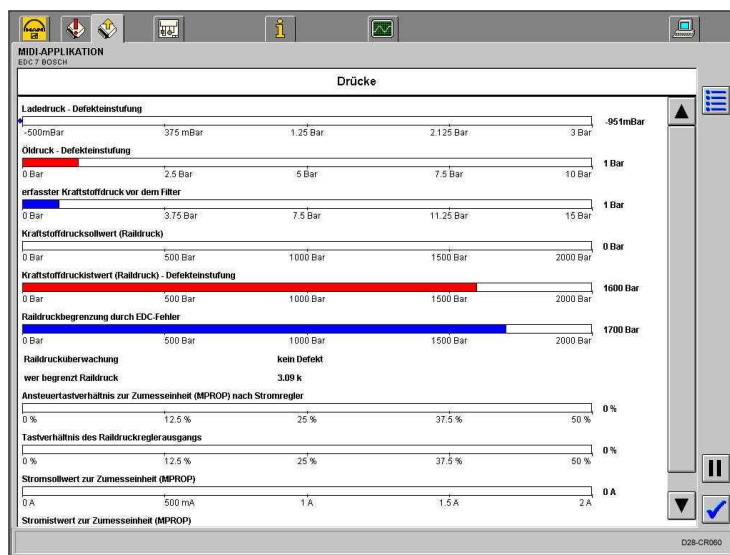 MAN
MIDI-APPLIKATION
EDC 7 BOSCH
Drücke
Ladedruck - Defekteinstufung
-951mBar
-500mBar 375 mBar 1.25 Bar 2.125 Bar 3 Bar
Öldruck - Defekteinstufung
1 Bar
0 Bar 2.5 Bar 5 Bar 7.5 Bar 10 Bar
erfasster Kraftstoffdruck vor dem Filter
1 Bar
0 Bar 3.75 Bar 7.5 Bar 11.25 Bar 15 Bar
Kraftstoffdrucksollwert (Raildruck)
0 Bar
0 Bar 500 Bar 1000 Bar 1500 Bar 2000 Bar
Kraftstoffdruckistwert (Raildruck) - Defekteinstufung
1600 Bar
0 Bar 500 Bar 1000 Bar 1500 Bar 2000 Bar
Raildruckbegrenzung durch EDC-Fehler
1700 Bar
0 Bar 500 Bar 1000 Bar 1500 Bar 2000 Bar
Raildrucküberwachung kein Defekt
wer begrenzt Raildruck 3.09 k
Ansteuertastverhältnis zur Zumesseinheit (MPROP) nach Stromregler
0 %
0 % 12.5 % 25 % 37.5 % 50 %
Tastverhältnis des Raildruckreglerausgangs
0 %
0 % 12.5 % 25 % 37.5 % 50 %
Stromsollwert zur Zumesseinheit (MPROP)
0 A
0 A 500 mA 1 A 1.5 A 2 A
Stromistwert zur Zumesseinheit (MPROP)
D28-CR060